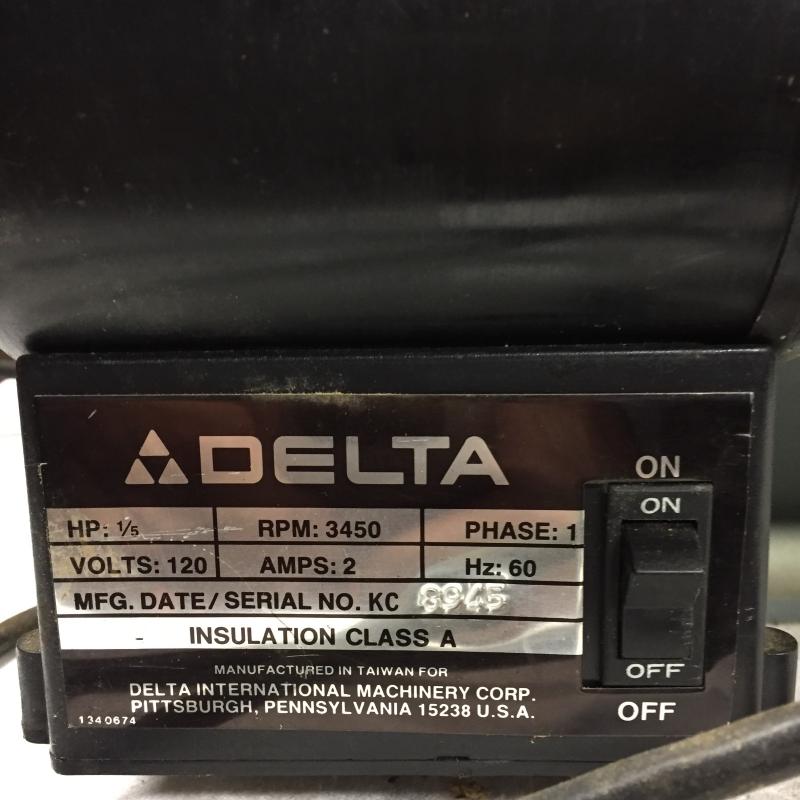 DELTA
ON
ON
HP: 1/5 RPM: 3450 PHASE: 1
VOLTS: 120 AMPS: 2 Hz: 60
MFG. DATE/ SERIAL NO. KC 8945
- INSULATION CLASS A
OFF
MANUFACTURED IN TAIWAN FOR
DELTA INTERNATIONAL MACHINERY CORP.
PITTSBURGH, PENNSYLVANIA 15238 U.S.A.
OFF
1340674